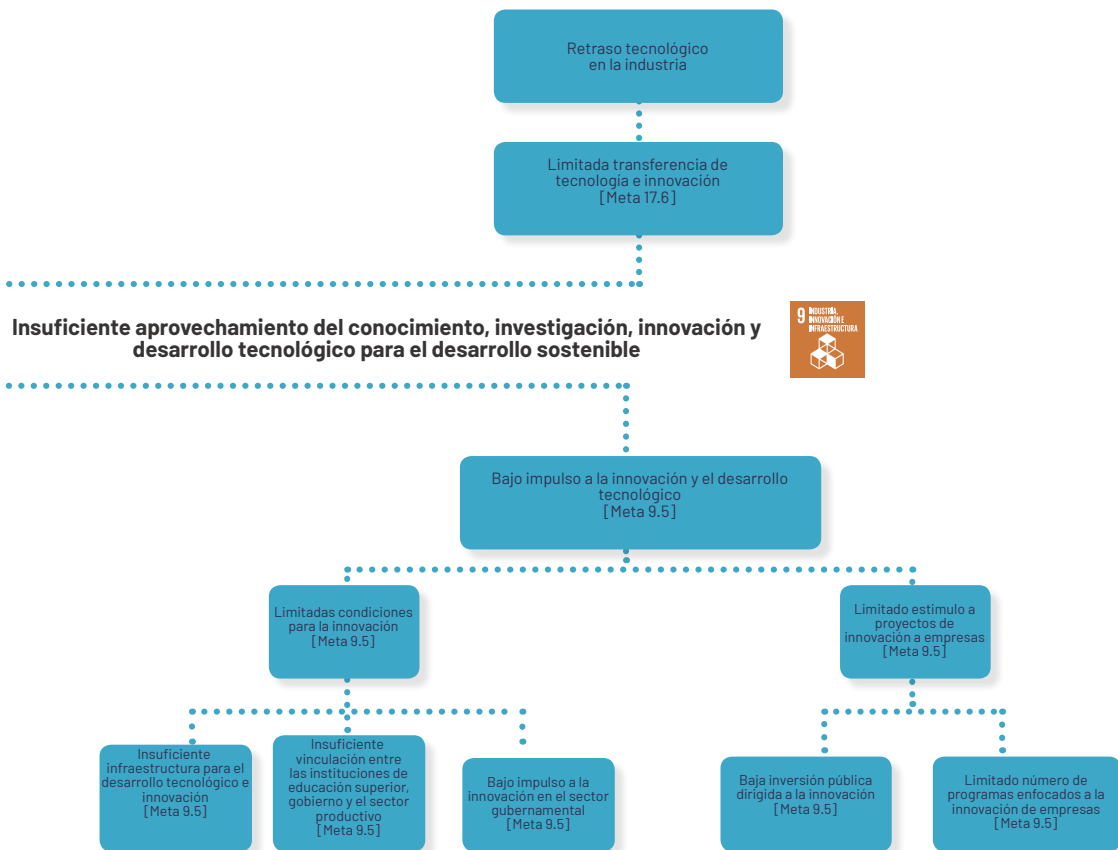 Retraso tecnológico
en la industria
Limitada transferencia de
tecnología e innovación
[Meta 17.6]
Insuficiente aprovechamiento del conocimiento, investigación, innovación y
desarrollo tecnológico para el desarrollo sostenible
9 INDUSTRIA,
INNOVACIÓN E
INFRAESTRUCTURA
Bajo impulso a la innovación y el desarrollo
tecnológico
[Meta 9.5]
Limitadas condiciones
para la innovación
[Meta 9.5]
Limitado estimulo a
proyectos de
innovación a empresas
[Meta 9.5]
Insuficiente
infraestructura para el
desarrollo tecnológico e
innovación
[Meta 9.5]
Insuficiente
vinculación entre
las instituciones de
educación superior,
gobierno y el sector
productivo
[Meta 9.5]
Bajo impulso a la
innovación en el sector
gubernamental
[Meta 9.5]
Baja inversión pública
dirigida a la innovación
[Meta 9.5]
Limitado número de
programas enfocados a la
innovación de empresas
[Meta 9.5]